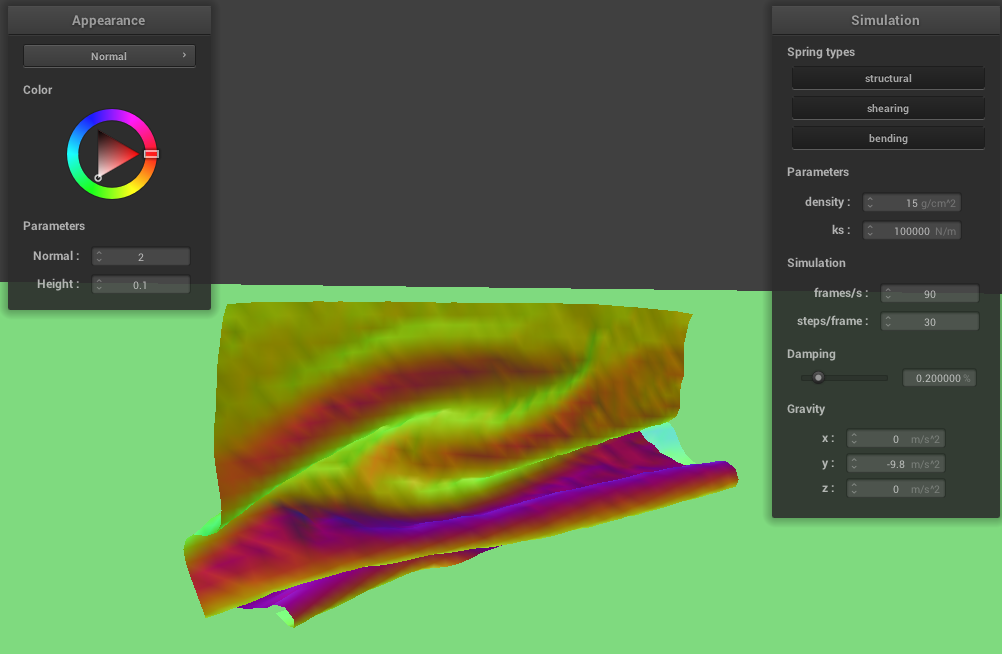 Appearance
Normal
Color
Parameters
Normal : 2
Height : 0.1
Simulation
Spring types
structural
shearing
bending
Parameters
density : 15 g/cm^2
ks : 100000 N/m
Simulation
frames/s : 90
steps/frame : 30
Damping
0.200000 %
Gravity
x : 0 m/s^2
y : -9.8 m/s^2
z : 0 m/s^2